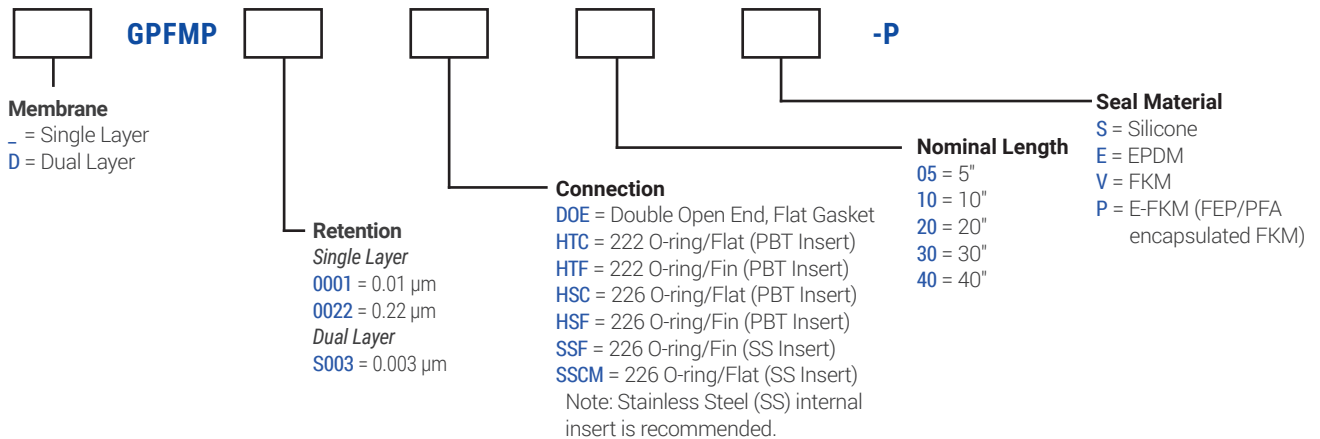 GPFMP
-P
Membrane
_ = Single Layer
D = Dual Layer
Retention
Single Layer
0001 = 0.01 µm
0022 = 0.22 µm
Dual Layer
S003 = 0.003 µm
Connection
DOE = Double Open End, Flat Gasket
HTC = 222 O-ring/Flat (PBT Insert)
HTF = 222 O-ring/Fin (PBT Insert)
HSC = 226 O-ring/Flat (PBT Insert)
HSF = 226 O-ring/Fin (PBT Insert)
SSF = 226 O-ring/Fin (SS Insert)
SSCM = 226 O-ring/Flat (SS Insert)
Note: Stainless Steel (SS) internal
insert is recommended.
Nominal Length
05 = 5"
10 = 10"
20 = 20"
30 = 30"
40 = 40"
Seal Material
S = Silicone
E = EPDM
V = FKM
P = E-FKM (FEP/PFA
encapsulated FKM)